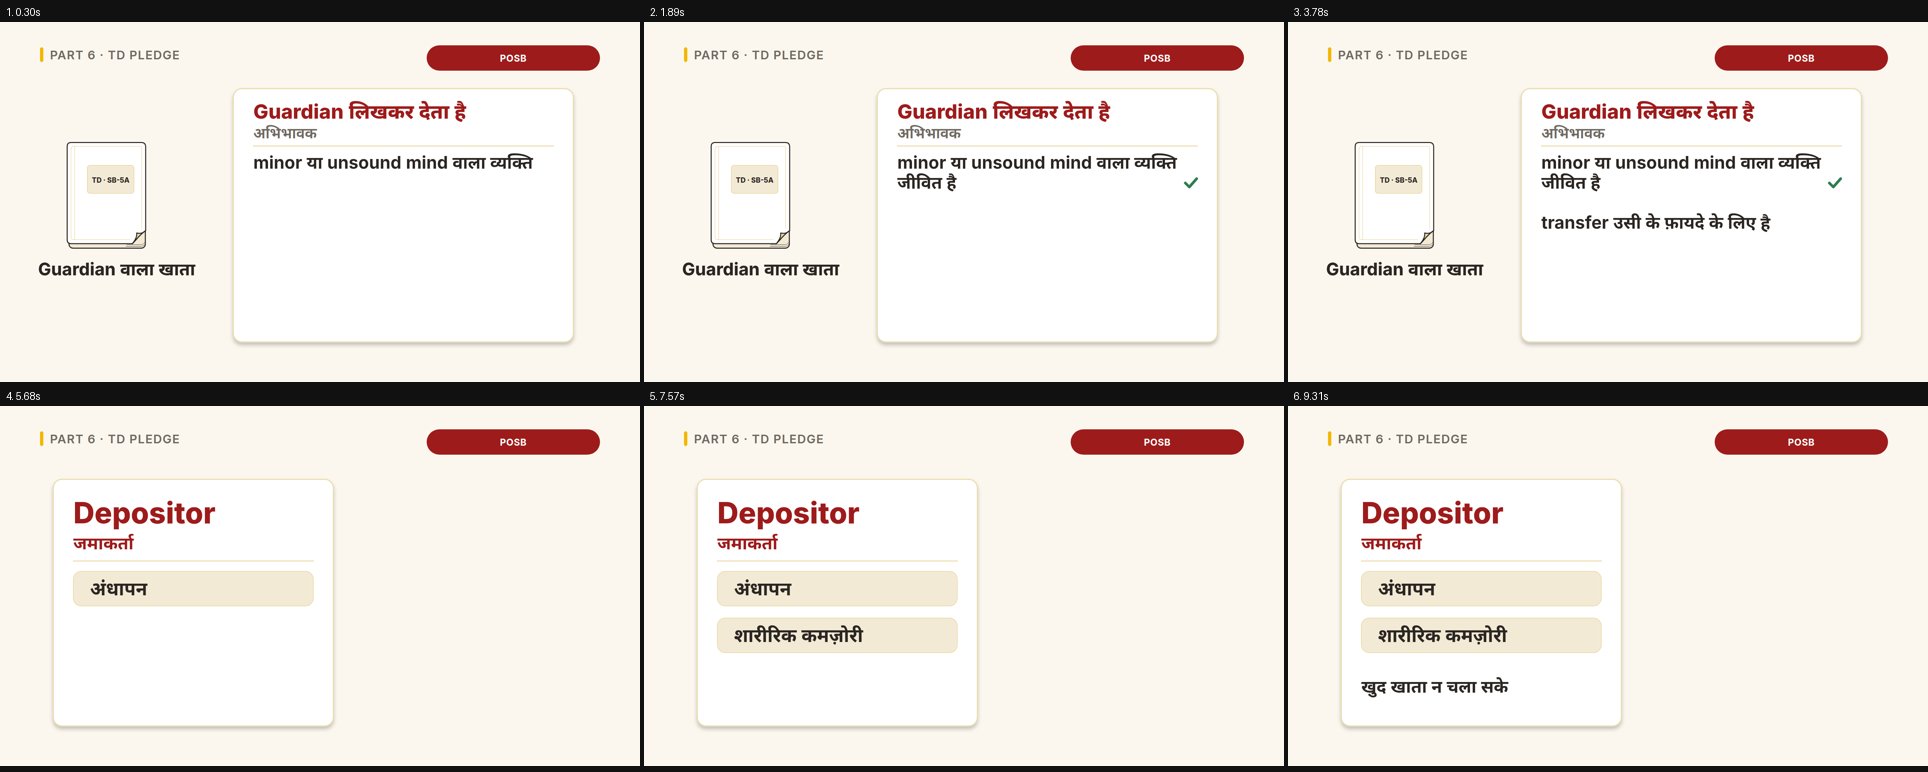 1. 0.30s
PART 6 · TD PLEDGE
POSB
Guardian लिखकर देता है
अभिभावक
minor या unsound mind वाला व्यक्ति
TD · SB-5A
Guardian वाला खाता
2. 1.89s
PART 6 · TD PLEDGE
POSB
Guardian लिखकर देता है
अभिभावक
minor या unsound mind वाला व्यक्ति
जीवित है
TD · SB-5A
Guardian वाला खाता
3. 3.78s
PART 6 · TD PLEDGE
POSB
Guardian लिखकर देता है
अभिभावक
minor या unsound mind वाला व्यक्ति
जीवित है
transfer उसी के फ़ायदे के लिए है
TD · SB-5A
Guardian वाला खाता
4. 5.68s
PART 6 · TD PLEDGE
POSB
Depositor
जमाकर्ता
अंधापन
5. 7.57s
PART 6 · TD PLEDGE
POSB
Depositor
जमाकर्ता
अंधापन
शारीरिक कमज़ोरी
6. 9.31s
PART 6 · TD PLEDGE
POSB
Depositor
जमाकर्ता
अंधापन
शारीरिक कमज़ोरी
खुद खाता न चला सके